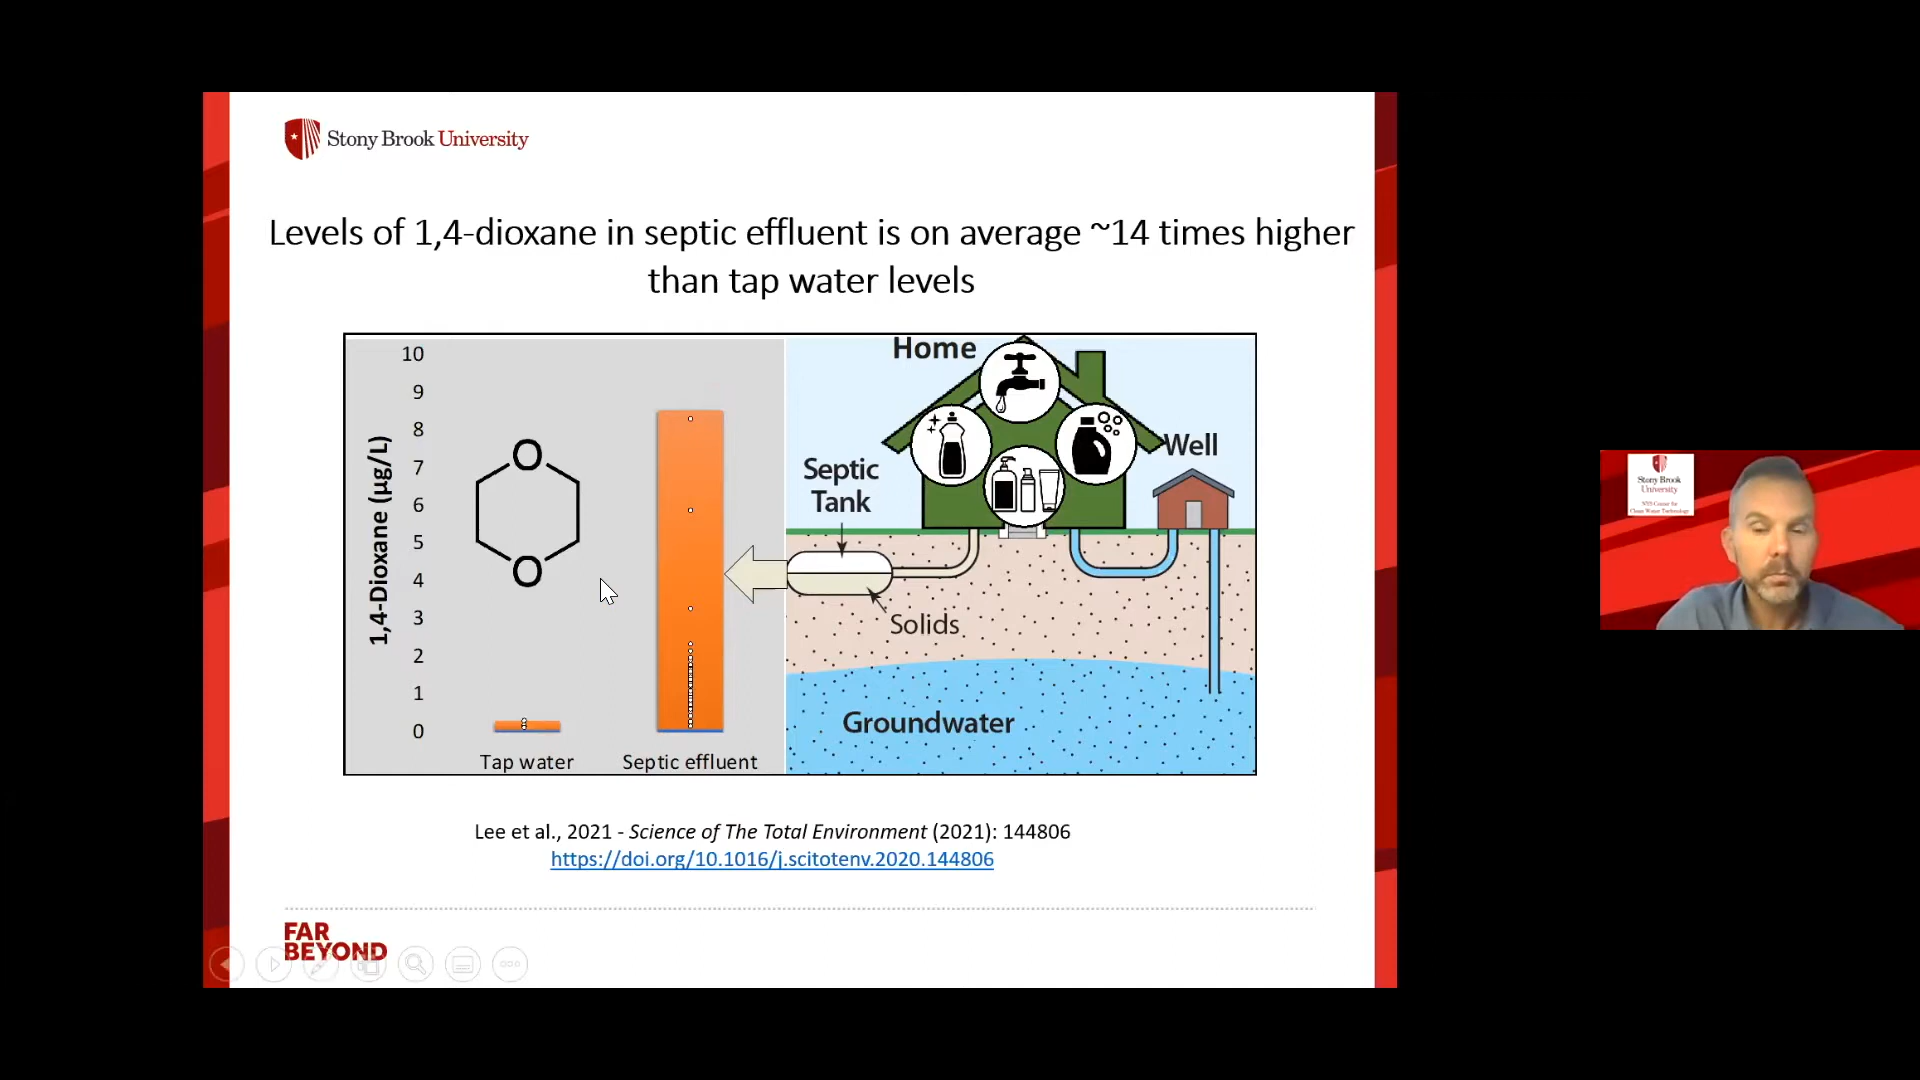 Stony Brook University
Levels of 1,4-dioxane in septic effluent is on average ~14 times higher
than tap water levels
1,4-Dioxane (µg/L)
10
9
8
7
6
5
4
3
2
1
0
O
O
Tap water
Septic effluent
Home
Well
Septic
Tank
Solids
Groundwater
Lee et al., 2021 - Science of The Total Environment (2021): 144806
https://doi.org/10.1016/j.scitotenv.2020.144806
FAR
BEYOND
Stony Brook
University
NYS Center for
Clean Water Technology